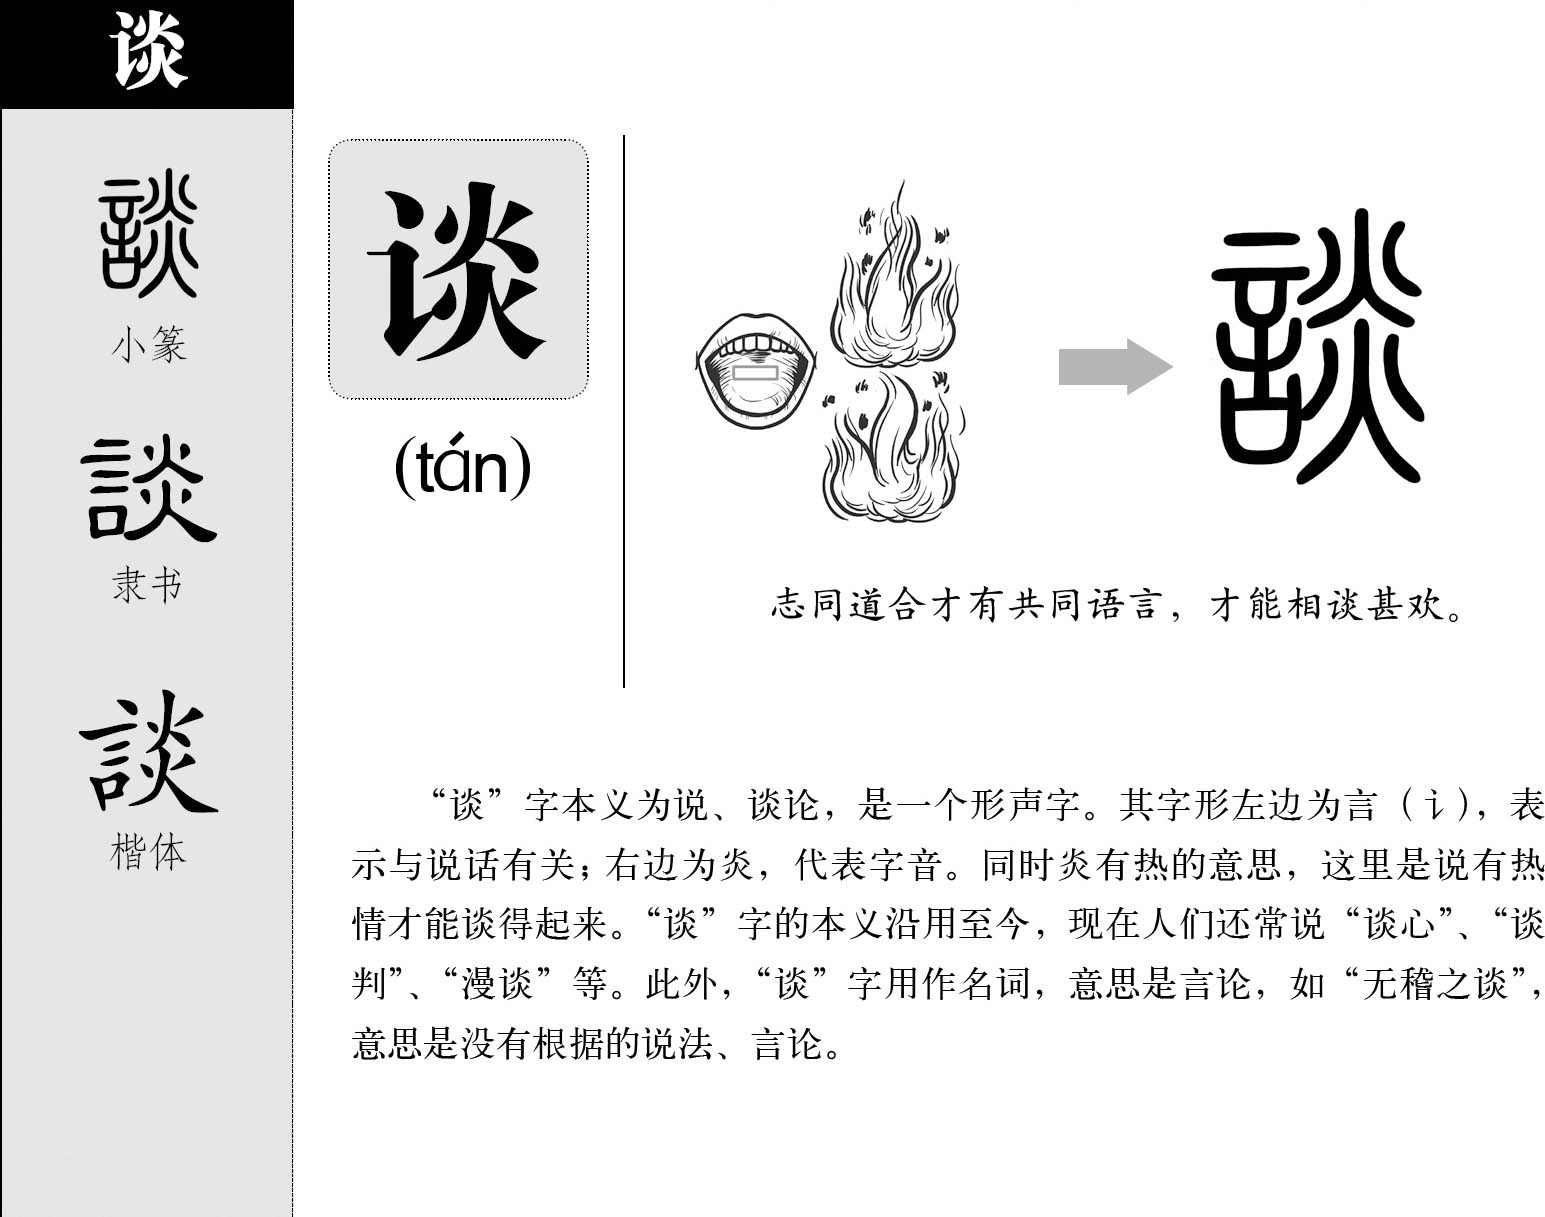 谈
談
小篆
談
隶书
談
楷体
谈
(tán)
談
志同道合才有共同语言，才能相谈甚欢。
“谈”字本义为说、谈论，是一个形声字。其字形左边为言（讠），表
示与说话有关；右边为炎，代表字音。同时炎有热的意思，这里是说有热
情才能谈得起来。“谈”字的本义沿用至今，现在人们还常说“谈心”、“谈
判”、“漫谈”等。此外，“谈”字用作名词，意思是言论，如“无稽之谈”，
意思是没有根据的说法、言论。